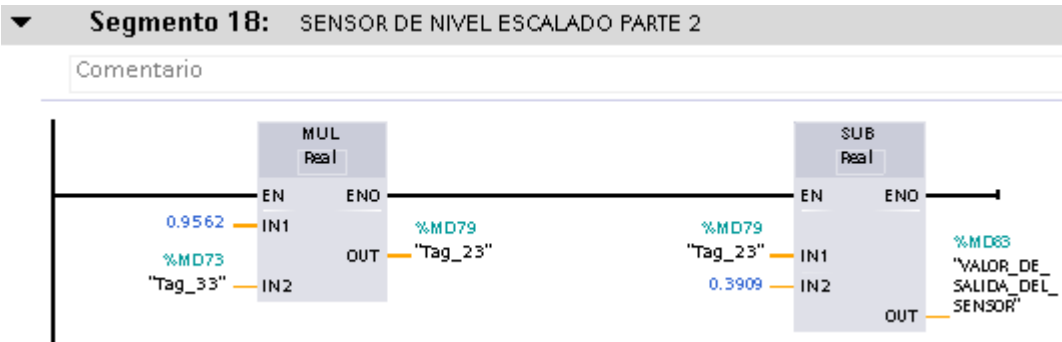 Segmento 18: SENSOR DE NIVEL ESCALADO PARTE 2
Comentario
MUL
Real
EN ENO
0.9562 IN1
%MD73
"Tag_33" IN2
OUT
%MD79
"Tag_23"
SUB
Real
EN ENO
%MD79
"Tag_23" IN1
0.3909 IN2
OUT
%MD83
"VALOR_DE_
SALIDA_DEL_
SENSOR"